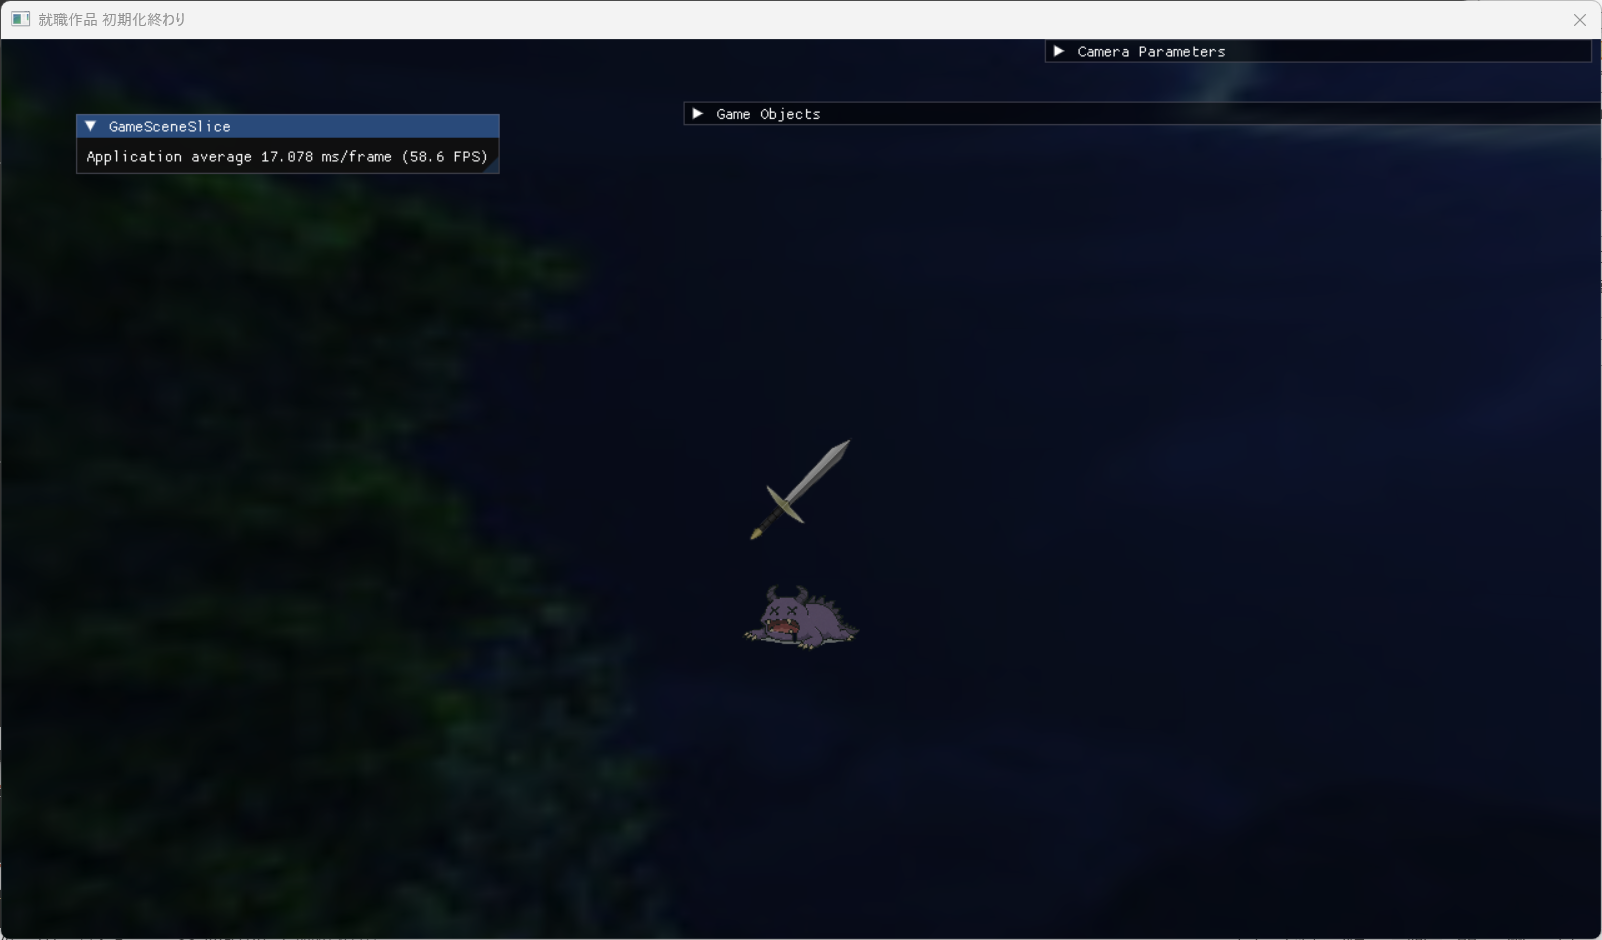 就職作品 初期化終わり
Camera Parameters
Game Objects
GameSceneSlice
Application average 17.078 ms/frame (58.6 FPS)